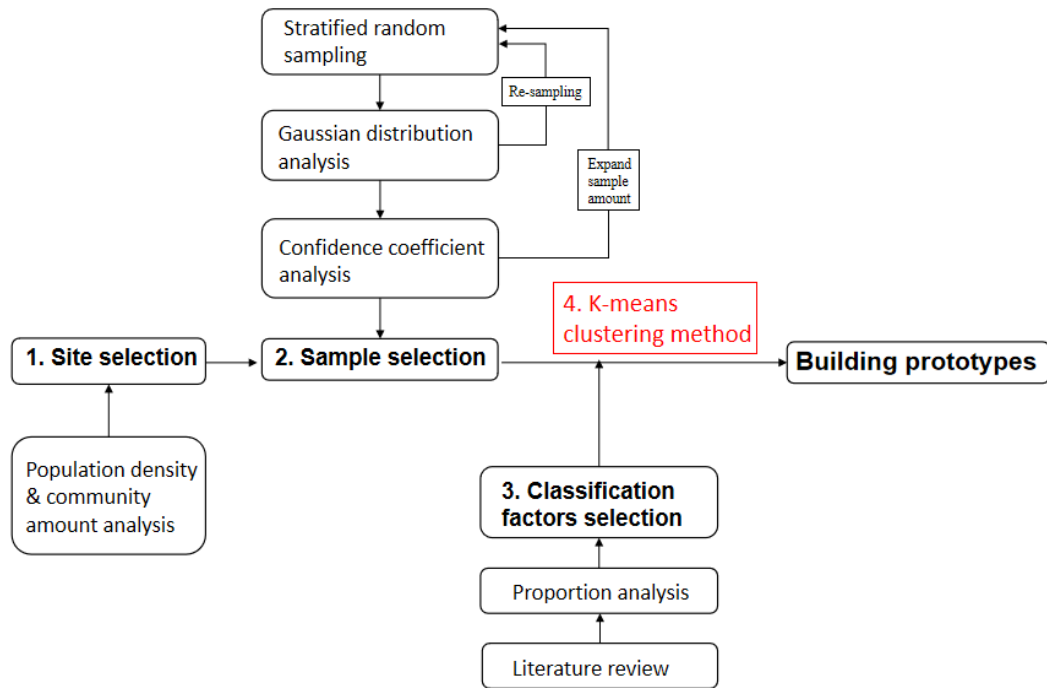 Stratified random
sampling
Re-sampling
Gaussian distribution
analysis
Expand
sample
amount
Confidence coefficient
analysis
4. K-means
clustering method
1. Site selection
2. Sample selection
Building prototypes
Population density
& community
amount analysis
3. Classification
factors selection
Proportion analysis
Literature review